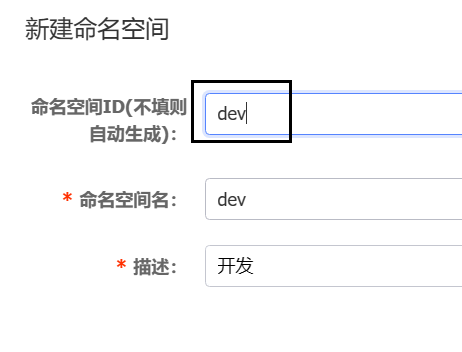 新建命名空间
命名空间ID(不填则
自动生成):
dev
* 命名空间名:
dev
* 描述:
开发